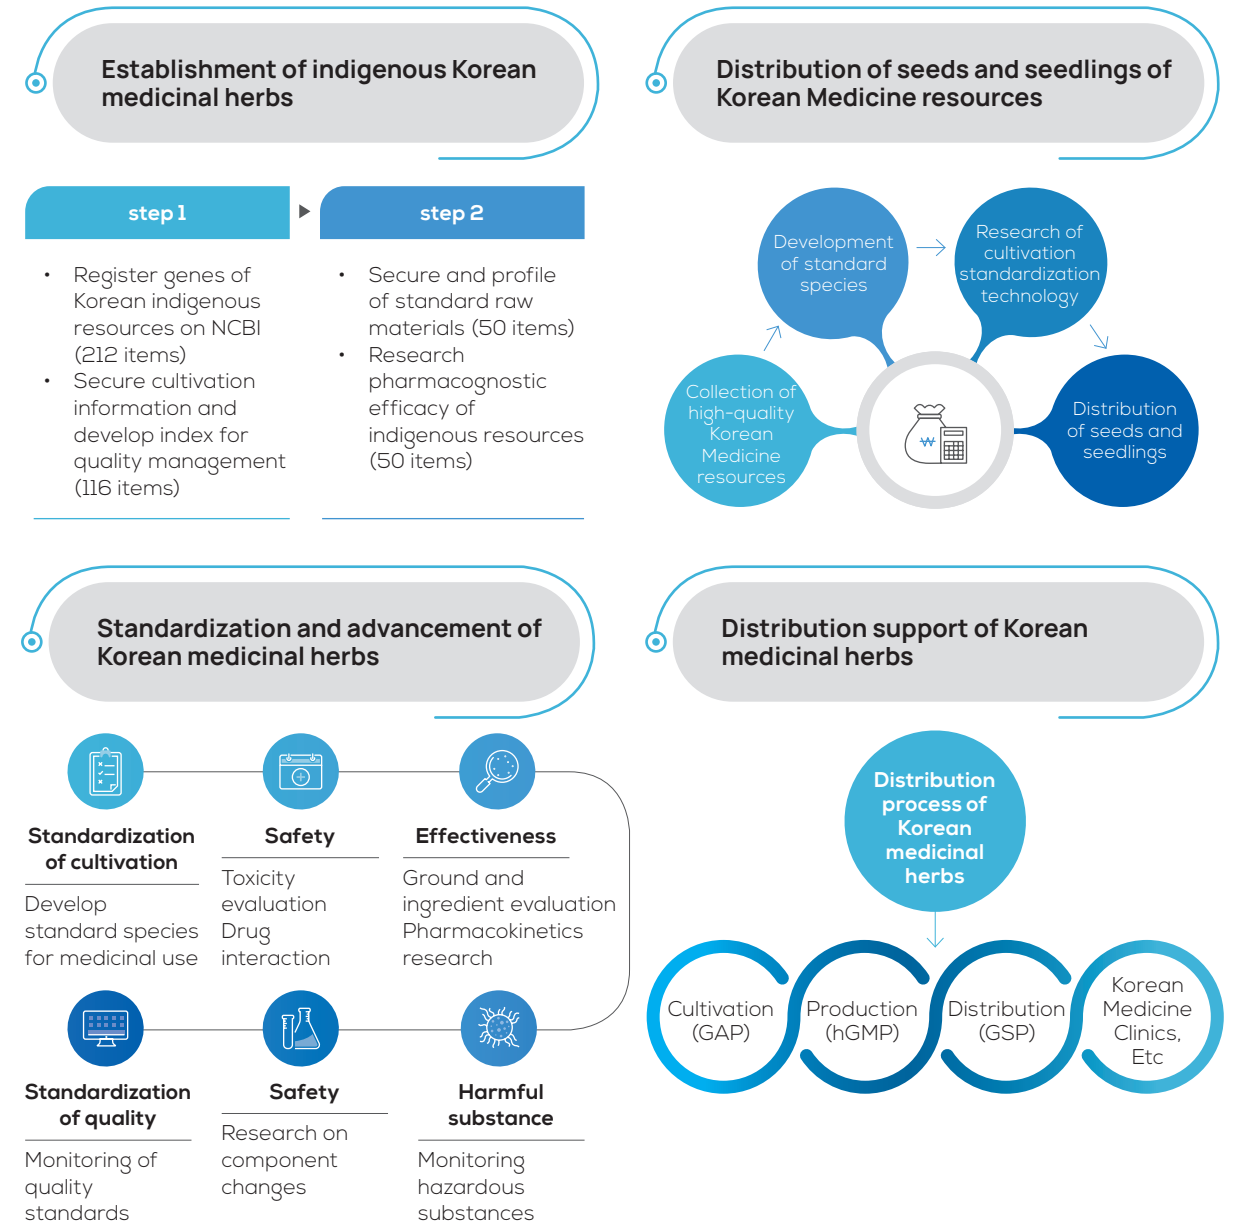 Establishment of indigenous Korean
medicinal herbs
step 1
step 2
• Register genes of
Korean indigenous
resources on NCBI
(212 items)
• Secure cultivation
information and
develop index for
quality management
(116 items)
• Secure and profile
of standard raw
materials (50 items)
• Research
pharmacognostic
efficacy of
indigenous resources
(50 items)
Distribution of seeds and seedlings of
Korean Medicine resources
Collection of
high-quality
Korean
Medicine
resources
Development
of standard
species
Research of
cultivation
standardization
technology
Distribution
of seeds and
seedlings
₩
Standardization and advancement of
Korean medicinal herbs
Standardization
of cultivation
Develop
standard species
for medicinal use
Safety
Toxicity
evaluation
Drug
interaction
Effectiveness
Ground and
ingredient evaluation
Pharmacokinetics
research
Standardization
of quality
Monitoring of
quality
standards
Safety
Research on
component
changes
Harmful
substance
Monitoring
hazardous
substances
Distribution support of Korean
medicinal herbs
Distribution
process of
Korean
medicinal
herbs
Cultivation
(GAP)
Production
(hGMP)
Distribution
(GSP)
Korean
Medicine
Clinics,
Etc